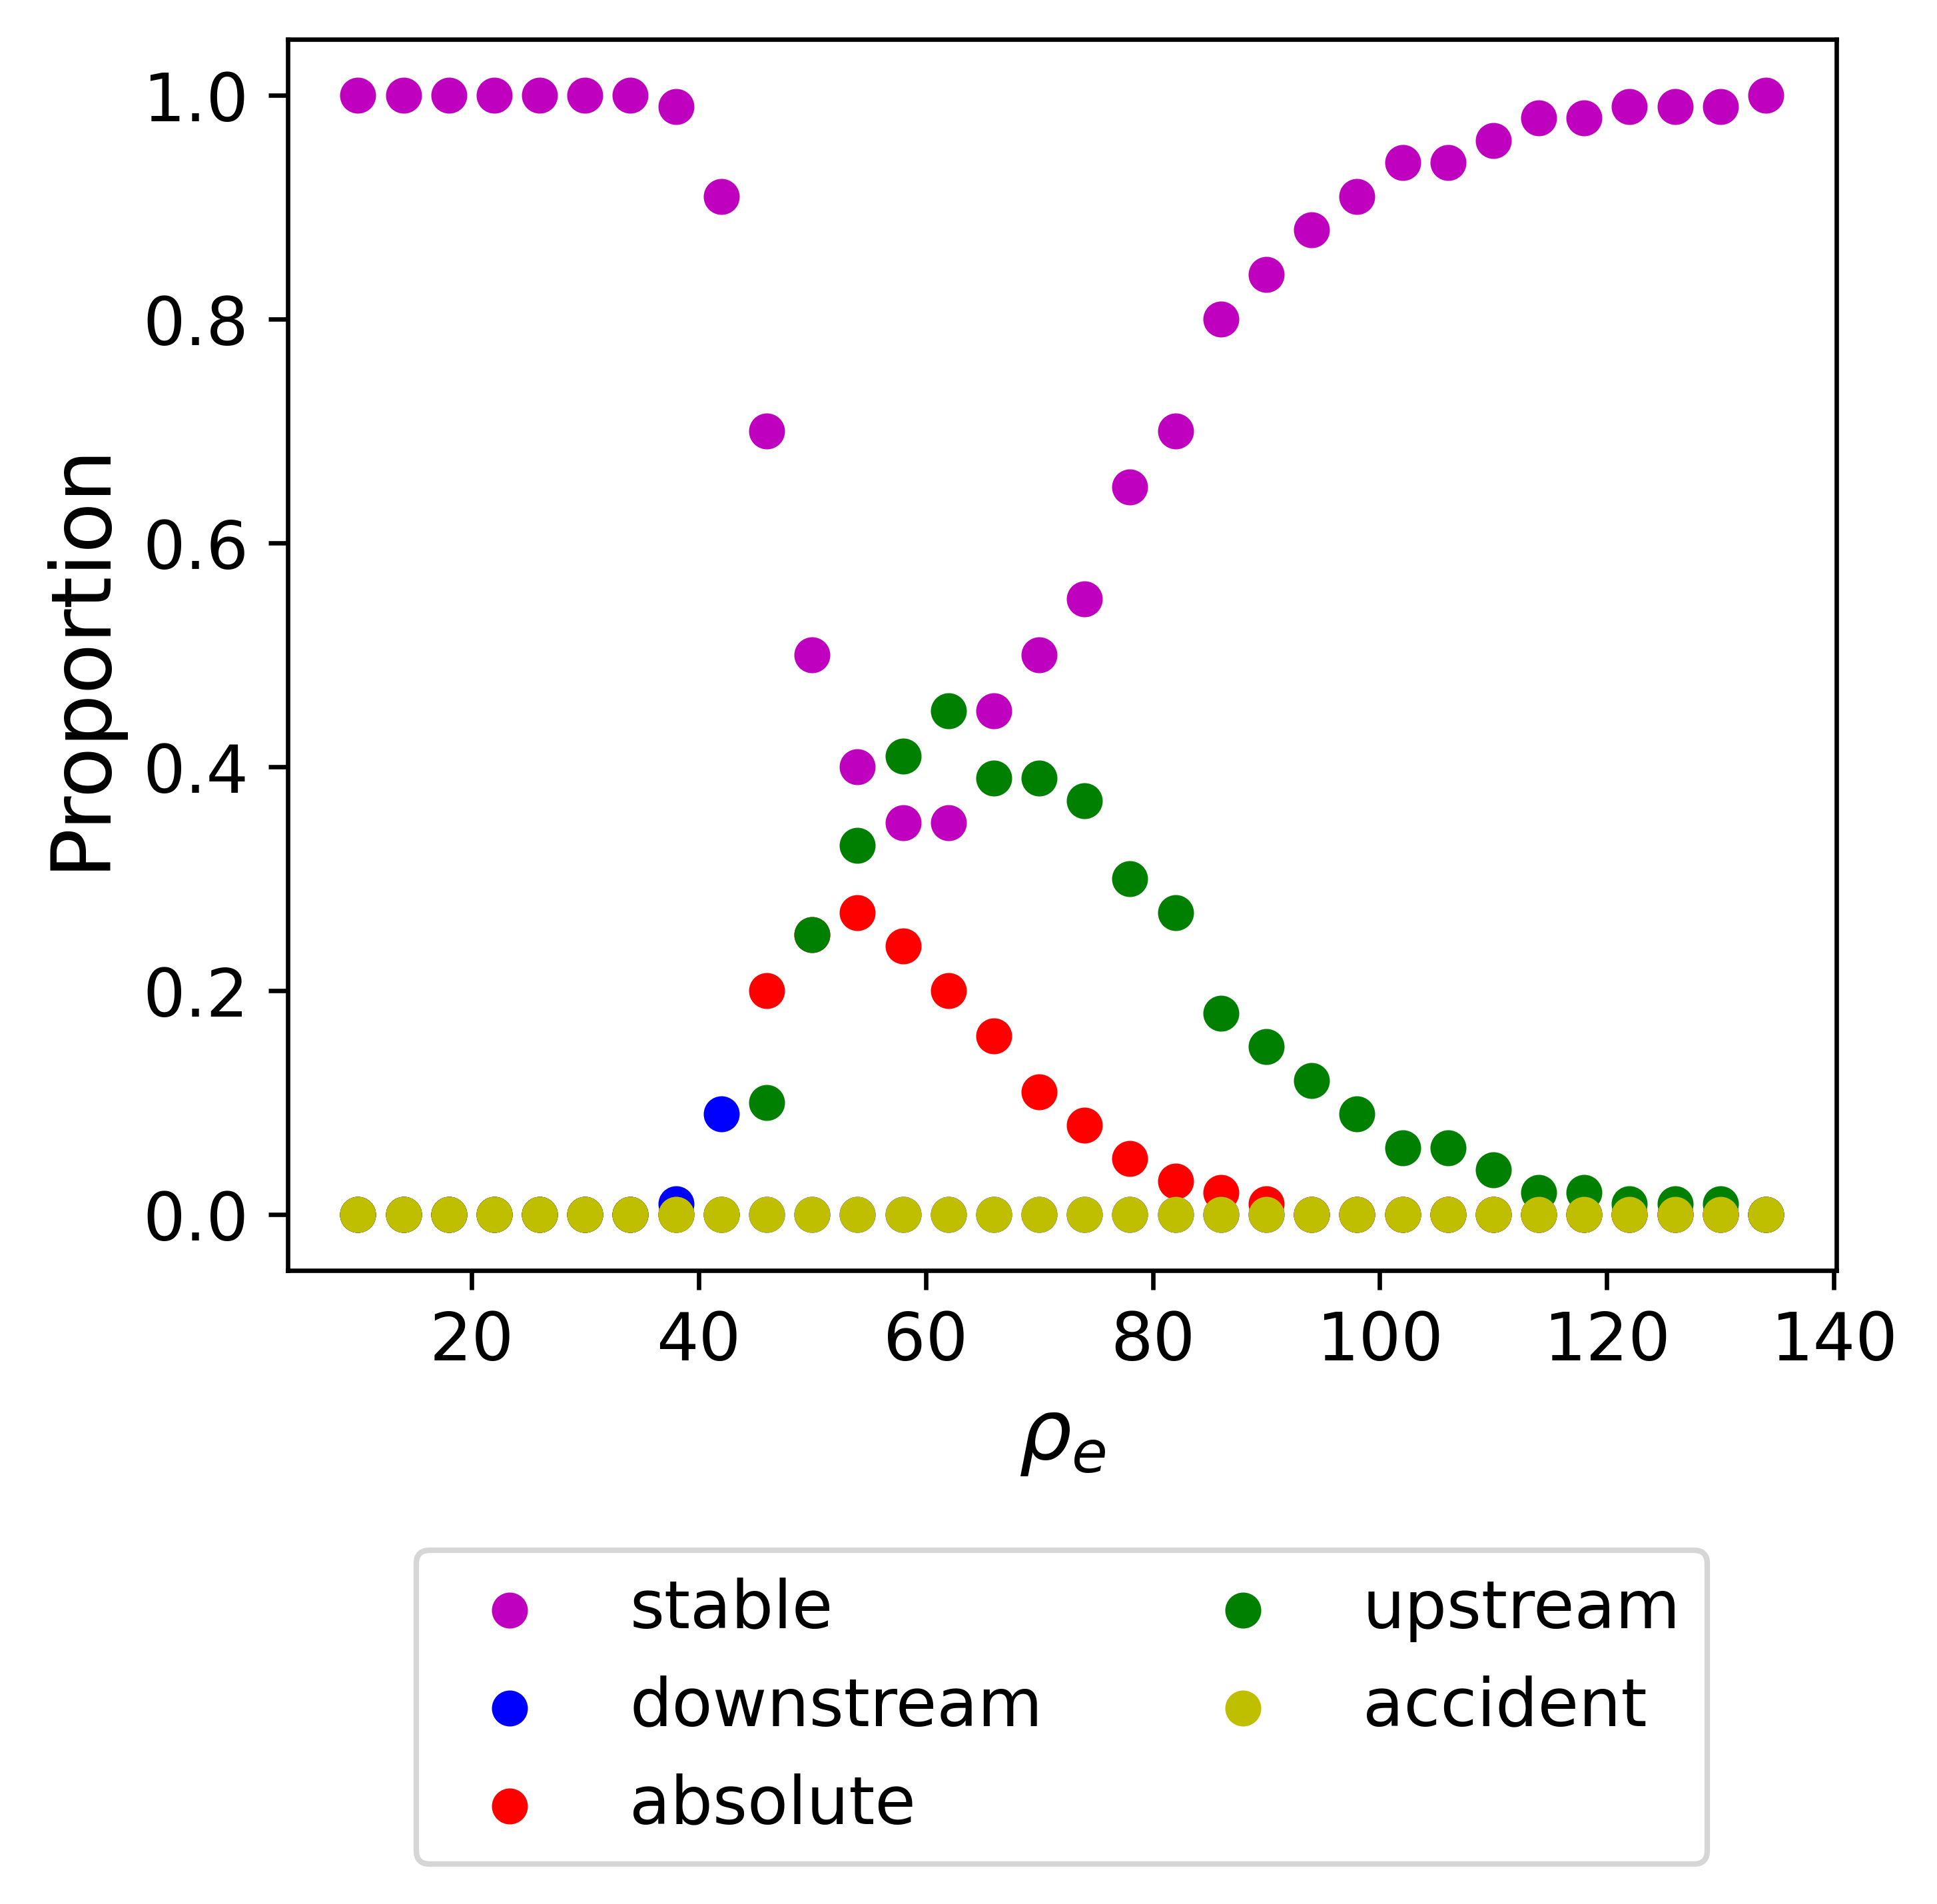 1.0
0.8
0.6
0.4
0.2
0.0
Proportion
20 40 60 80 100 120 140
ρe
stable
downstream
absolute
upstream
accident